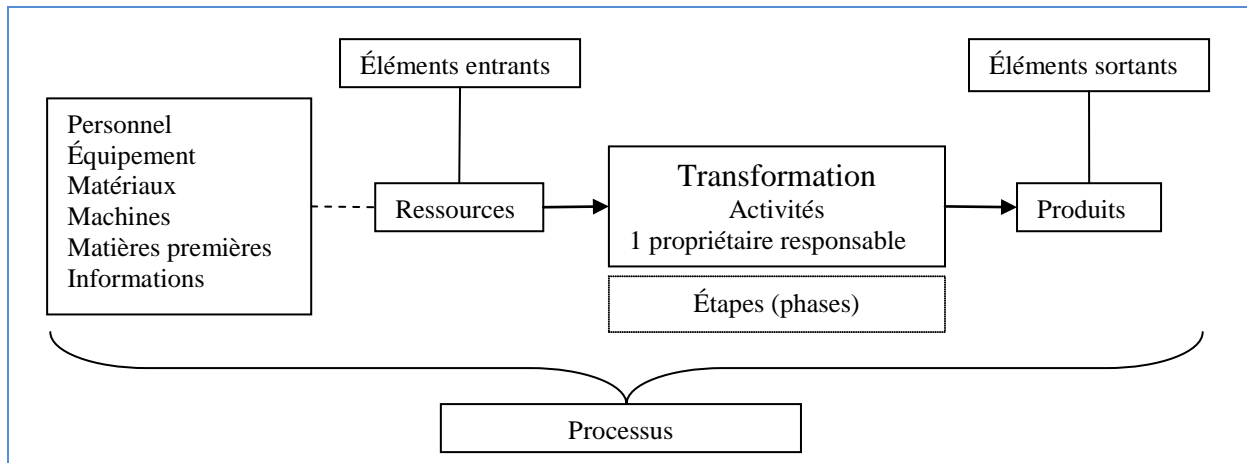 Éléments entrants
Éléments sortants
Personnel
Équipement
Matériaux
Machines
Matières premières
Informations
Ressources
Transformation
Activités
1 propriétaire responsable
Produits
Étapes (phases)
Processus